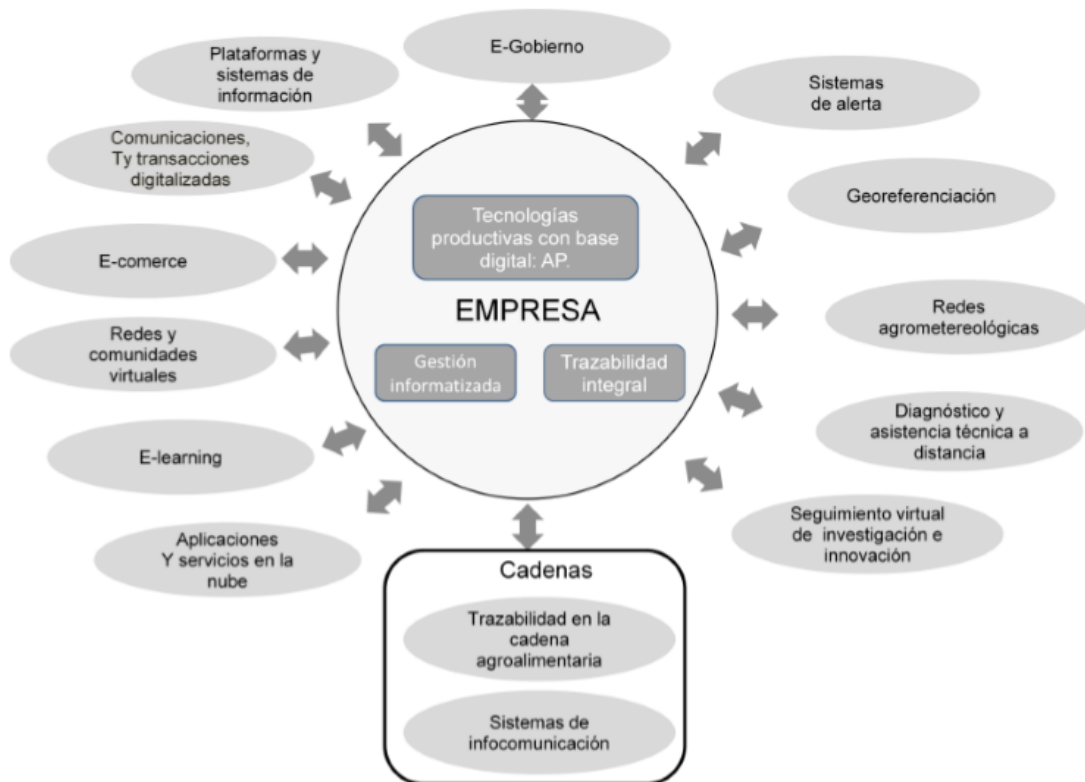 E-Gobierno
Plataformas y
sistemas de
información
Sistemas
de alerta
Comunicaciones,
Ty transacciones
digitalizadas
Georeferenciación
Tecnologías
productivas con base
digital: AP.
E-comerce
EMPRESA
Redes
agrometereológicas
Redes y
comunidades
virtuales
Gestión
informatizada
Trazabilidad
integral
Diagnóstico y
asistencia técnica a
distancia
E-learning
Seguimiento virtual
de investigación e
innovación
Aplicaciones
Y servicios en la
nube
Cadenas
Trazabilidad en la
cadena
agroalimentaria
Sistemas de
infocomunicación